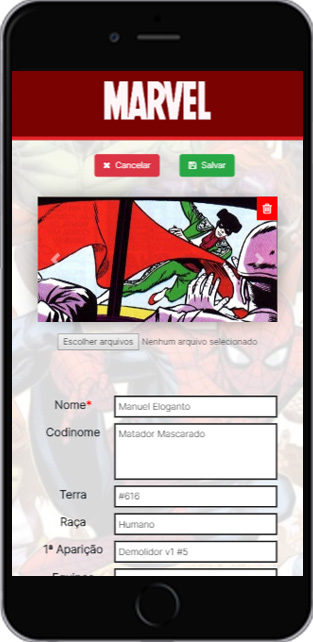 MARVEL
✖ Cancelar
Salvar
Escolher arquivos Nenhum arquivo selecionado
Nome* Manuel Eloganto
Codinome Matador Mascarado
Terra #616
Raça Humano
1ª Aparição Demolidor v1 #5